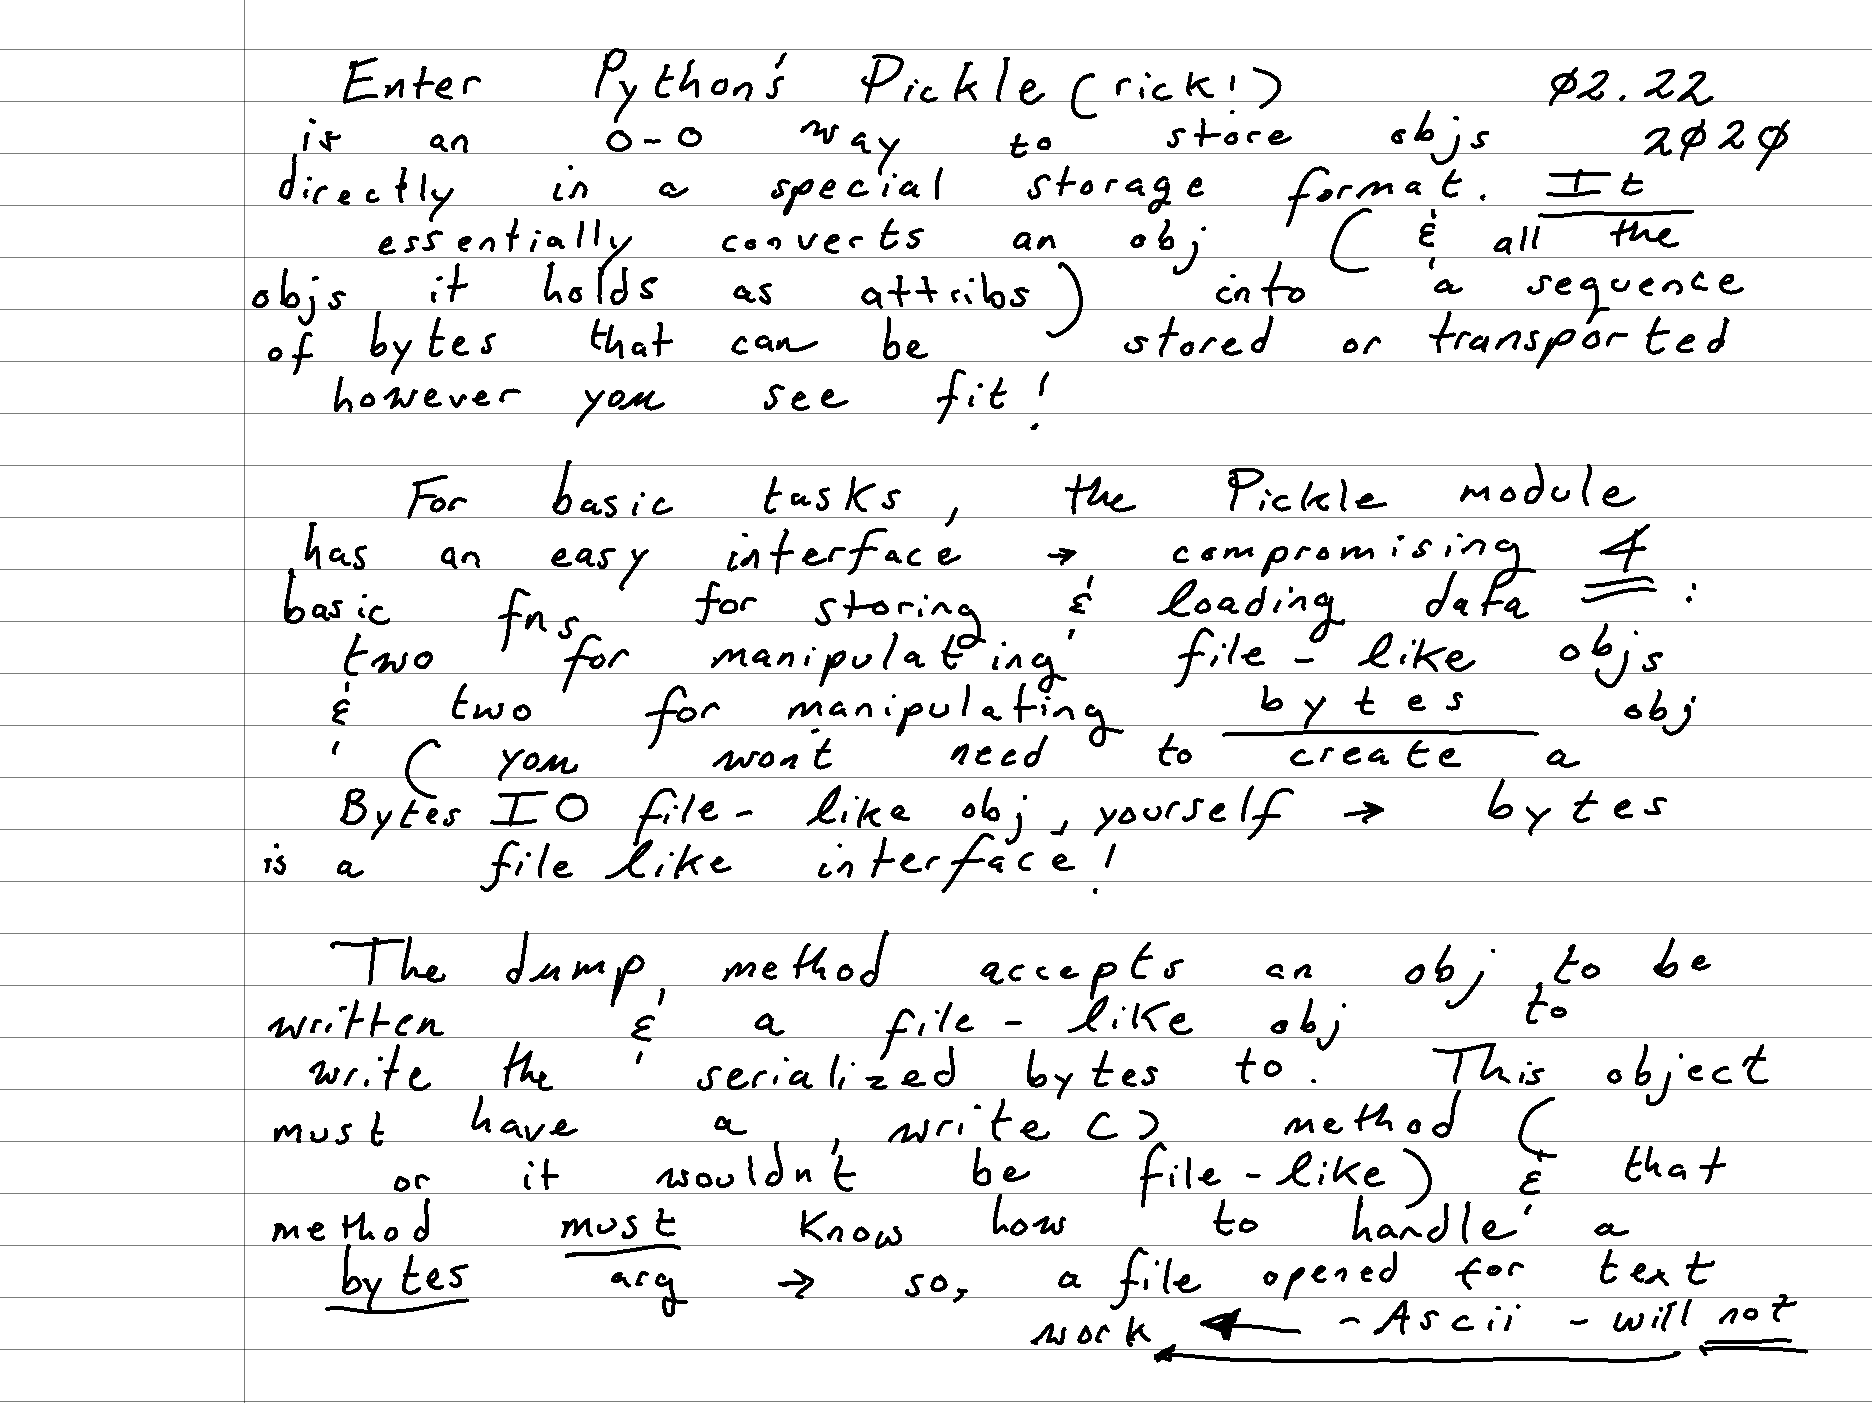 Enter Python's Pickle (rick!) 02.22
is an O-O way to store objs 2020
directly in a special storage format. It
essentially converts an obj ( & all the
objs it holds as attribs) into a sequence
of bytes that can be stored or transported
however you see fit!
For basic tasks, the Pickle module
has an easy interface → compromising 4
basic fns for storing & loading data :
two for manipulating file - like objs
& two for manipulating bytes obj
( you won't need to create a
Bytes IO file - like obj, yourself → bytes
is a file like interface!
The dump method accepts an obj to be
written & a file - like obj to
write the serialized bytes to. This object
must have a write () method (
or it wouldn't be file - like) & that
method must know how to handle a
bytes arg → so, a file opened for text
work ← - Ascii - will not